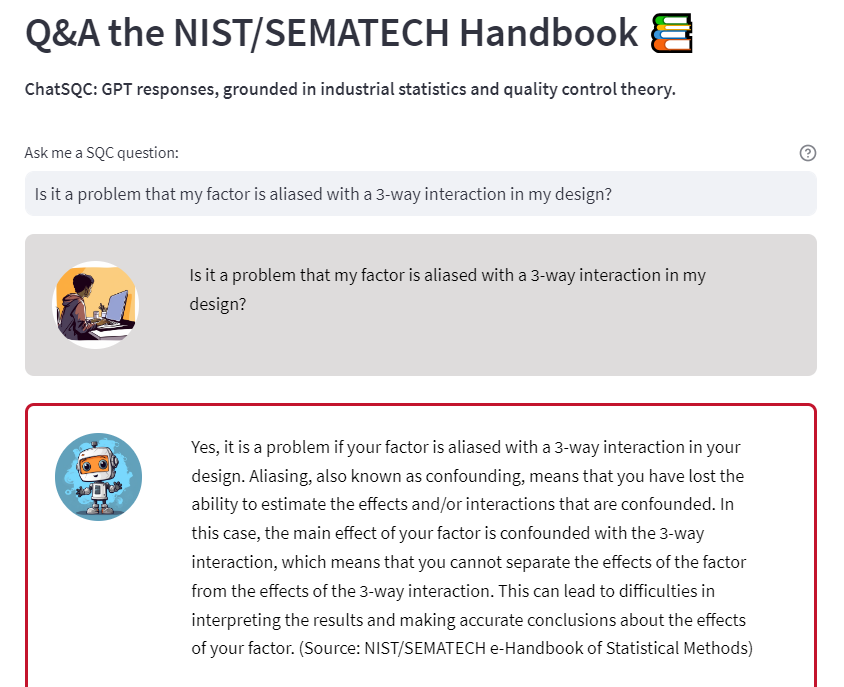 Q&A the NIST/SEMATECH Handbook
ChatSQC: GPT responses, grounded in industrial statistics and quality control theory.
Ask me a SQC question:
Is it a problem that my factor is aliased with a 3-way interaction in my design?
Is it a problem that my factor is aliased with a 3-way interaction in my
design?
Yes, it is a problem if your factor is aliased with a 3-way interaction in your
design. Aliasing, also known as confounding, means that you have lost the
ability to estimate the effects and/or interactions that are confounded. In
this case, the main effect of your factor is confounded with the 3-way
interaction, which means that you cannot separate the effects of the factor
from the effects of the 3-way interaction. This can lead to difficulties in
interpreting the results and making accurate conclusions about the effects
of your factor. (Source: NIST/SEMATECH e-Handbook of Statistical Methods)